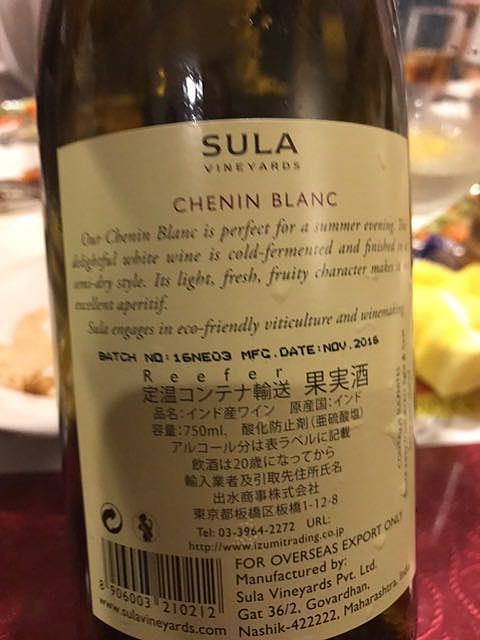 SULA
VINEYARDS
CHENIN BLANC
Our Chenin Blanc is perfect for a summer evening.
delightful white wine is cold-fermented and finished in
semi-dry style. Its light, fresh, fruity character makes
excellent aperitif.
Sula engages in eco-friendly viticulture and winemaking
BATCH NO:16NE03 MFG.DATE:NOV.2016
Reefer
定温コンテナ輸送 果実酒
品名：インド産ワイン 原産国：インド
容量：750ml、 酸化防止剤（亜硫酸塩）
アルコール分は表ラベルに記載
飲酒は20歳になってから
輸入業者及引取先住所氏名
出水商事株式会社
東京都板橋区板橋1-12-8
Tel: 03-3964-2272 URL:
http://www.izumitrading.co.jp
FOR OVERSEAS EXPORT ONLY
Manufactured by:
Sula Vineyards Pvt. Ltd.
Gat 36/2, Govardhan,
Nashik-422222, Maharashtra,
8 906003 210212
www.sulavineyards.com